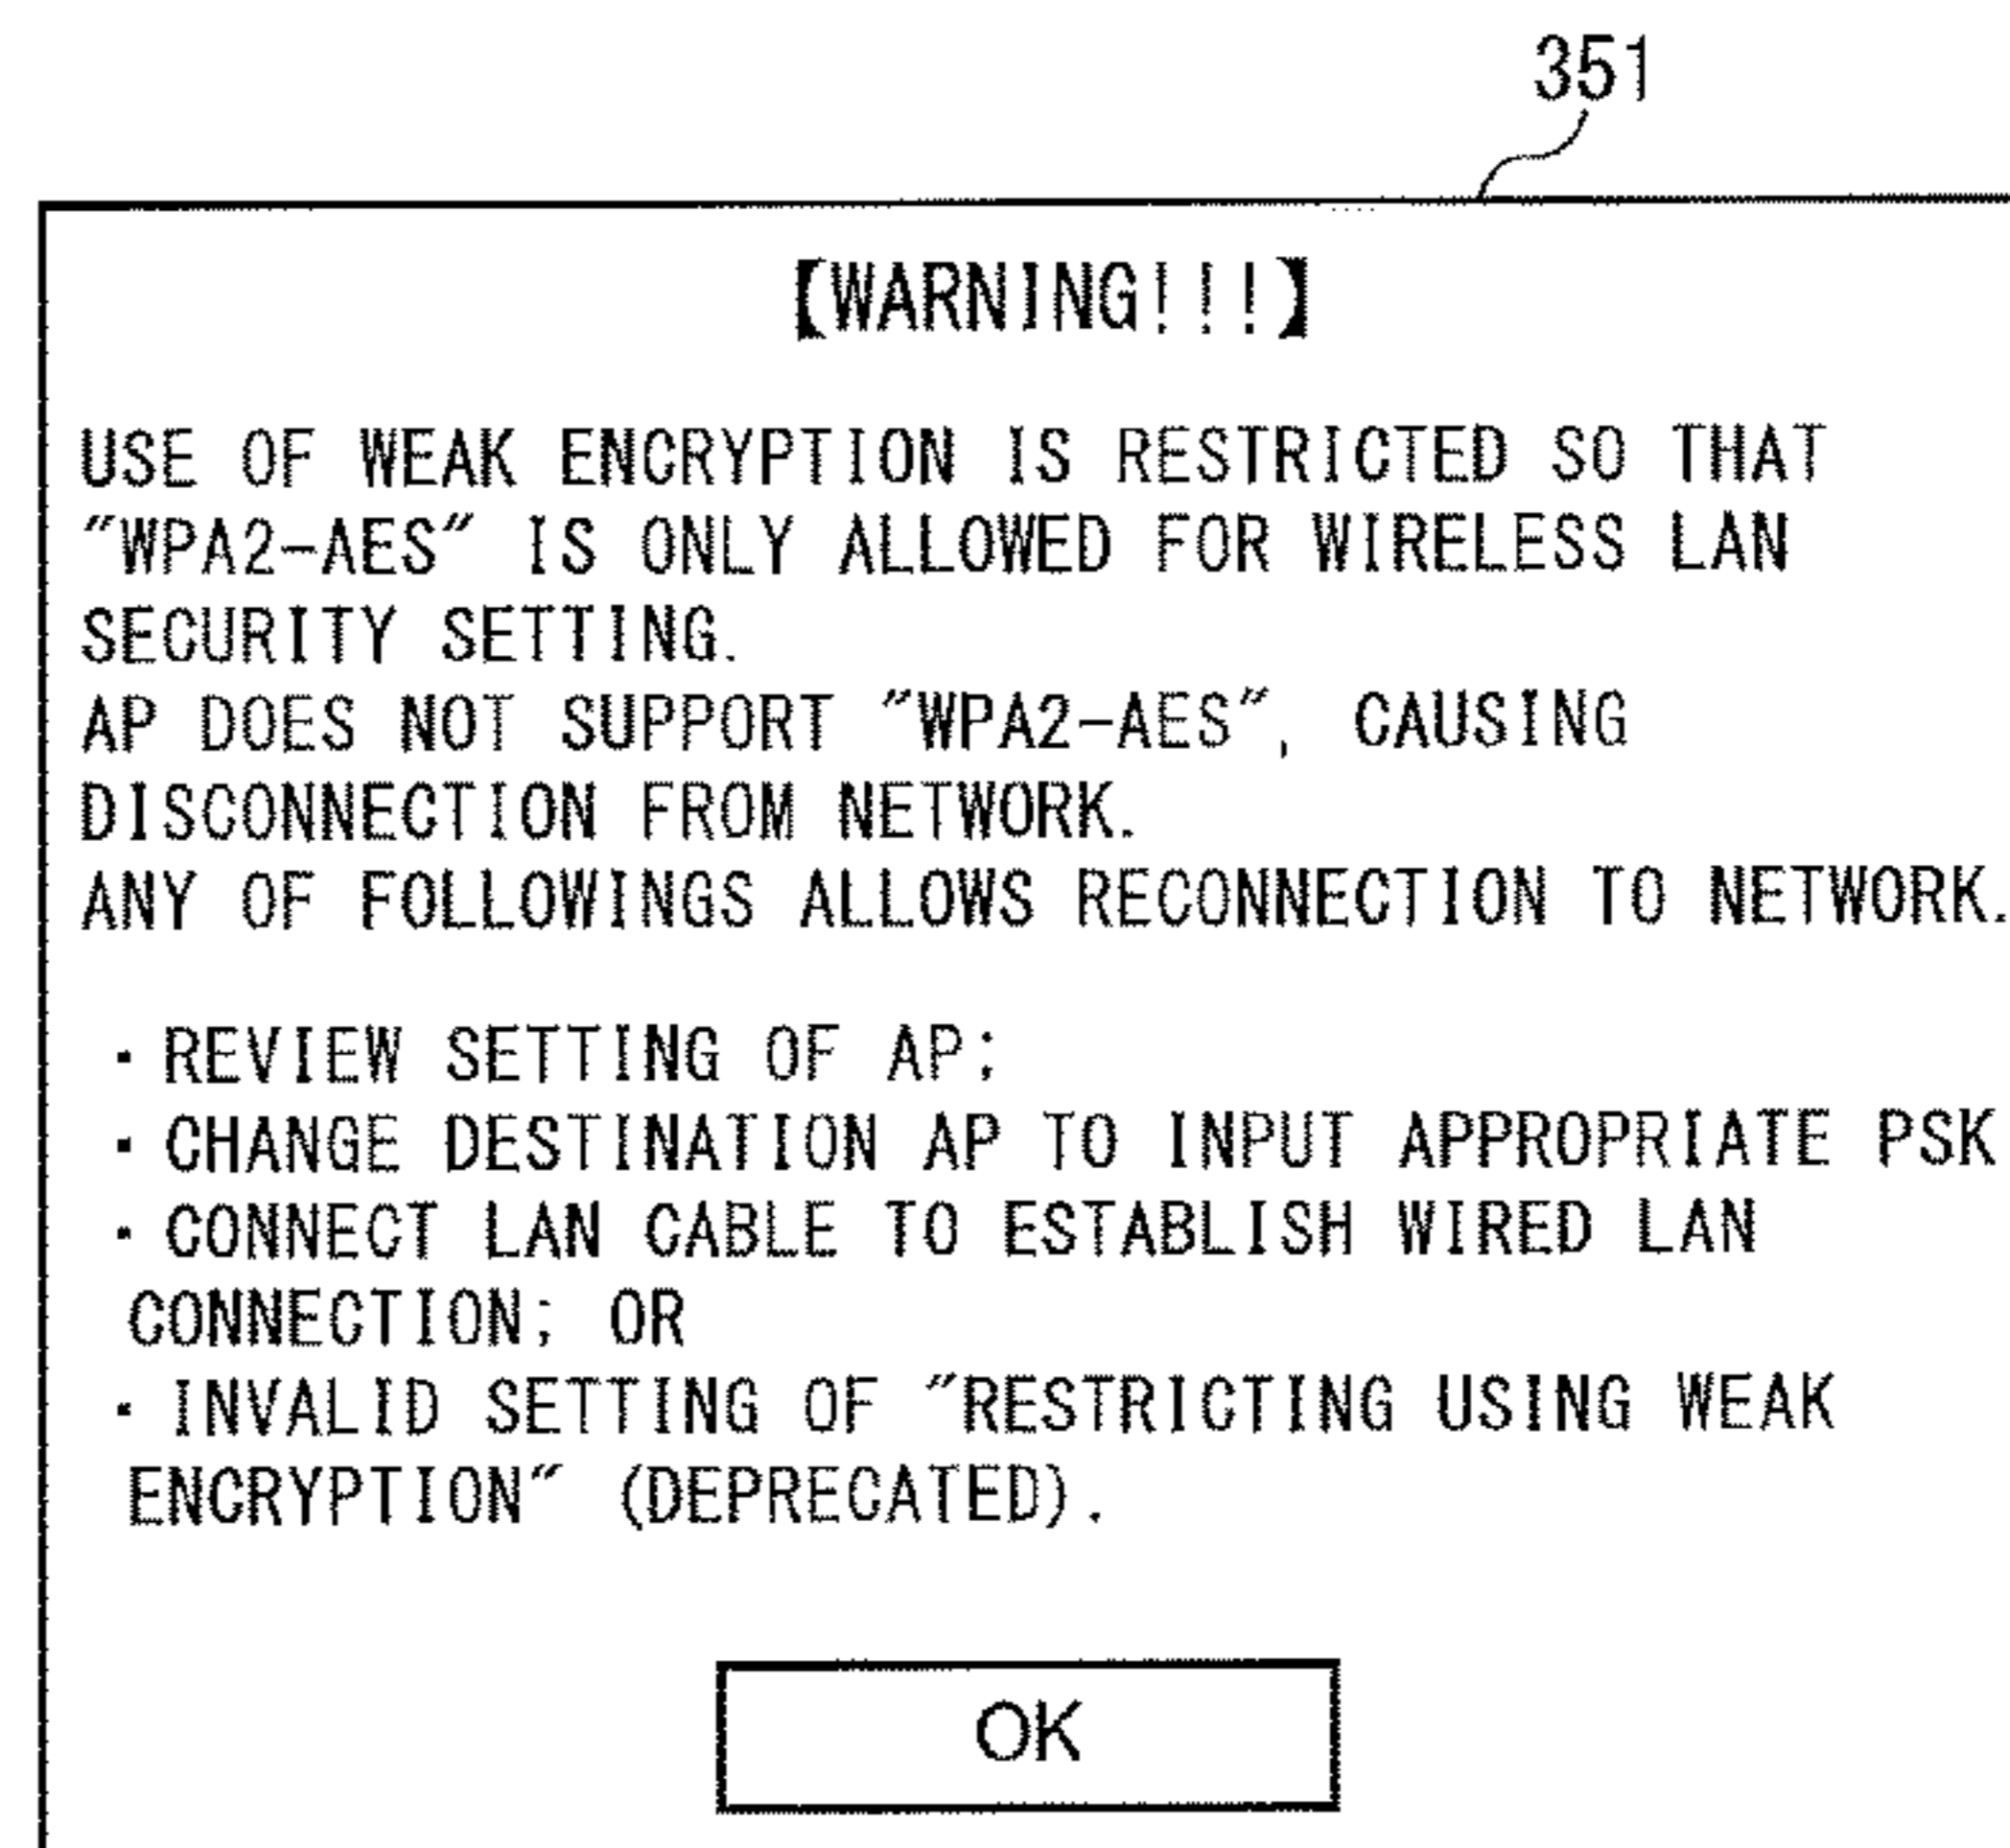 351
【WARNING!!!】
USE OF WEAK ENCRYPTION IS RESTRICTED SO THAT
"WPA2-AES" IS ONLY ALLOWED FOR WIRELESS LAN
SECURITY SETTING.
AP DOES NOT SUPPORT "WPA2-AES", CAUSING
DISCONNECTION FROM NETWORK.
ANY OF FOLLOWINGS ALLOWS RECONNECTION TO NETWORK.
・REVIEW SETTING OF AP;
・CHANGE DESTINATION AP TO INPUT APPROPRIATE PSK
・CONNECT LAN CABLE TO ESTABLISH WIRED LAN
CONNECTION; OR
・INVALID SETTING OF "RESTRICTING USING WEAK
ENCRYPTION" (DEPRECATED).
OK